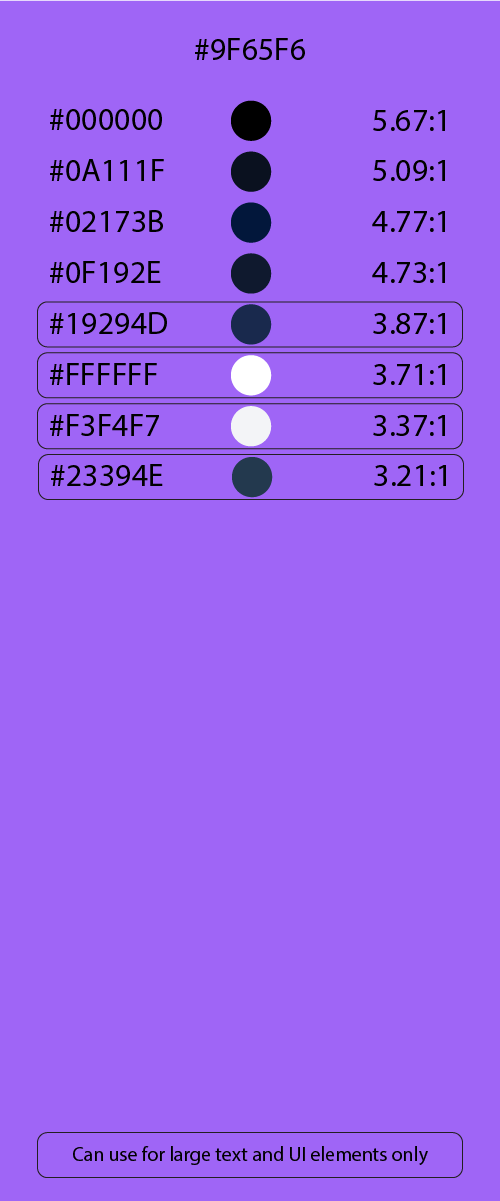 #9F65F6
#000000 5.67:1
#0A111F 5.09:1
#02173B 4.77:1
#0F192E 4.73:1
#19294D 3.87:1
#FFFFFF 3.71:1
#F3F4F7 3.37:1
#23394E 3.21:1
Can use for large text and UI elements only